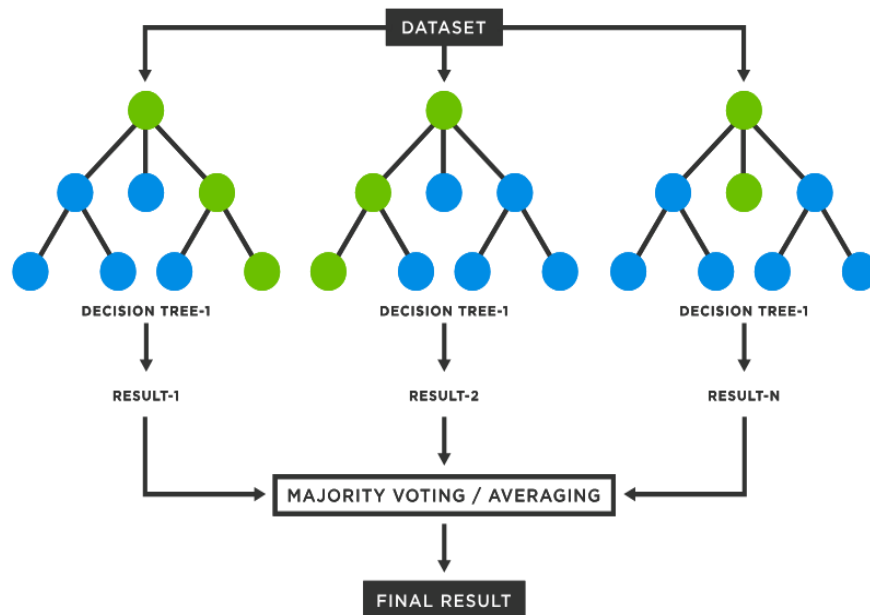 DATASET
DECISION TREE-1
DECISION TREE-1
DECISION TREE-1
RESULT-1
RESULT-2
RESULT-N
MAJORITY VOTING / AVERAGING
FINAL RESULT